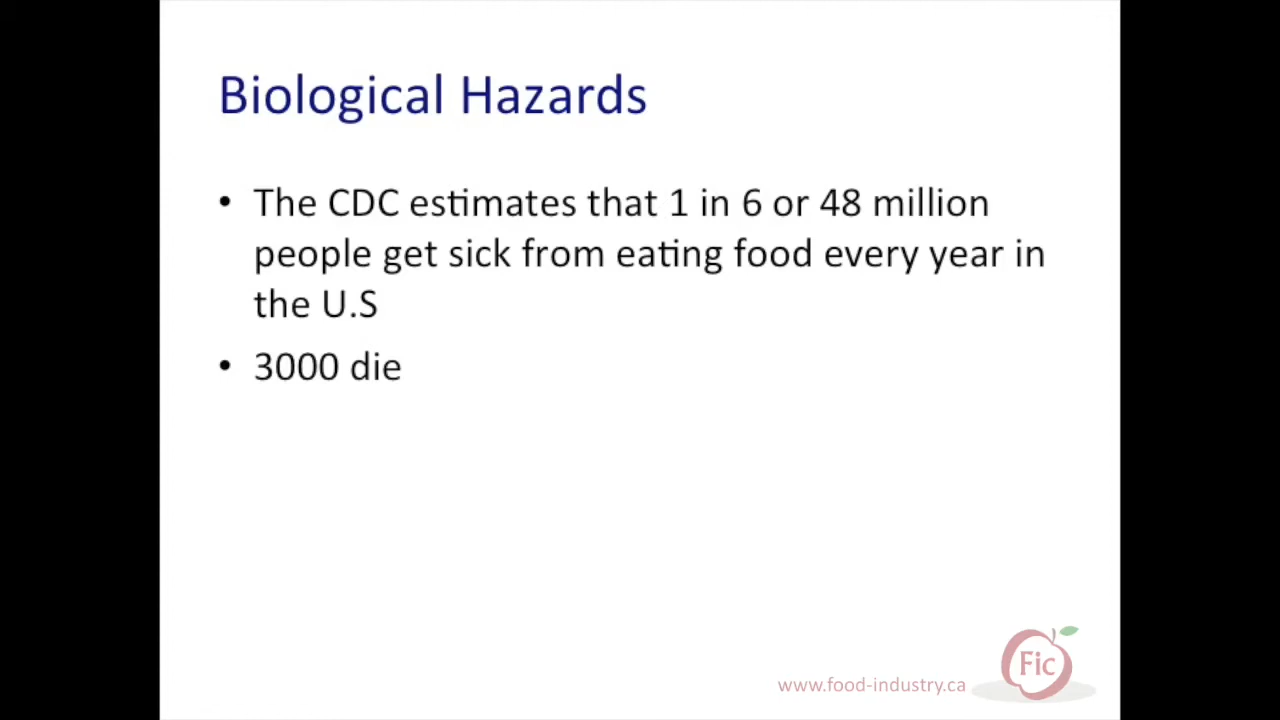 Biological Hazards
• The CDC estimates that 1 in 6 or 48 million
people get sick from eating food every year in
the U.S
• 3000 die
Fic
www.food-industry.ca